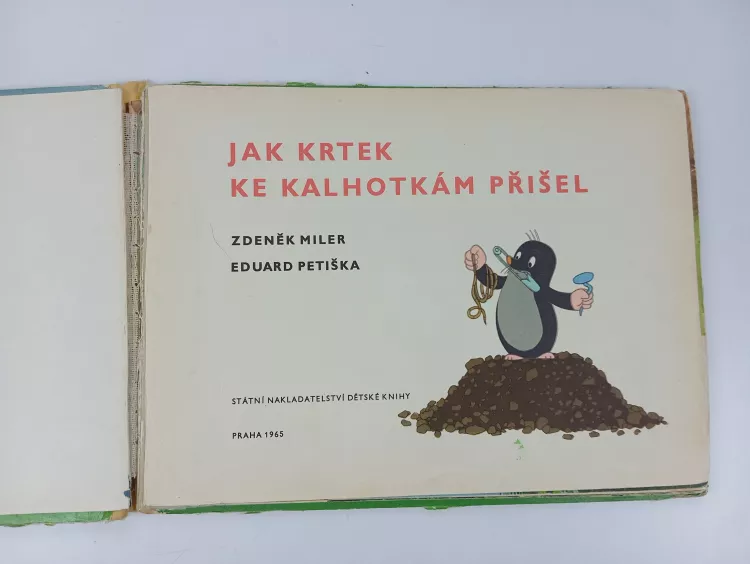 JAK KRTEK
KE KALHOTKÁM PŘIŠEL
ZDENĚK MILER
EDUARD PETIŠKA
STÁTNÍ NAKLADATELSTVÍ DĚTSKÉ KNIHY
PRAHA 1965